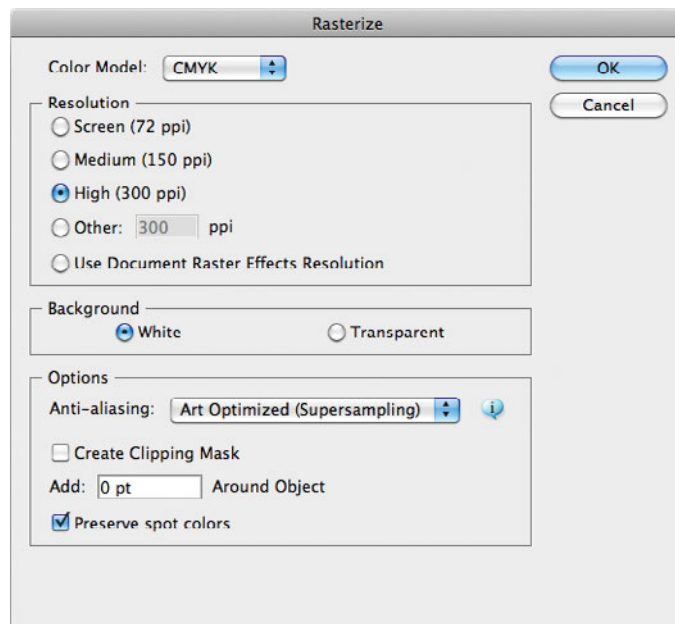 Rasterize
Color Model: CMYK
OK
Cancel
Resolution
Screen (72 ppi)
Medium (150 ppi)
High (300 ppi)
Other: 300 ppi
Use Document Raster Effects Resolution
Background
White Transparent
Options
Anti-aliasing: Art Optimized (Supersampling) i
Create Clipping Mask
Add: 0 pt Around Object
Preserve spot colors